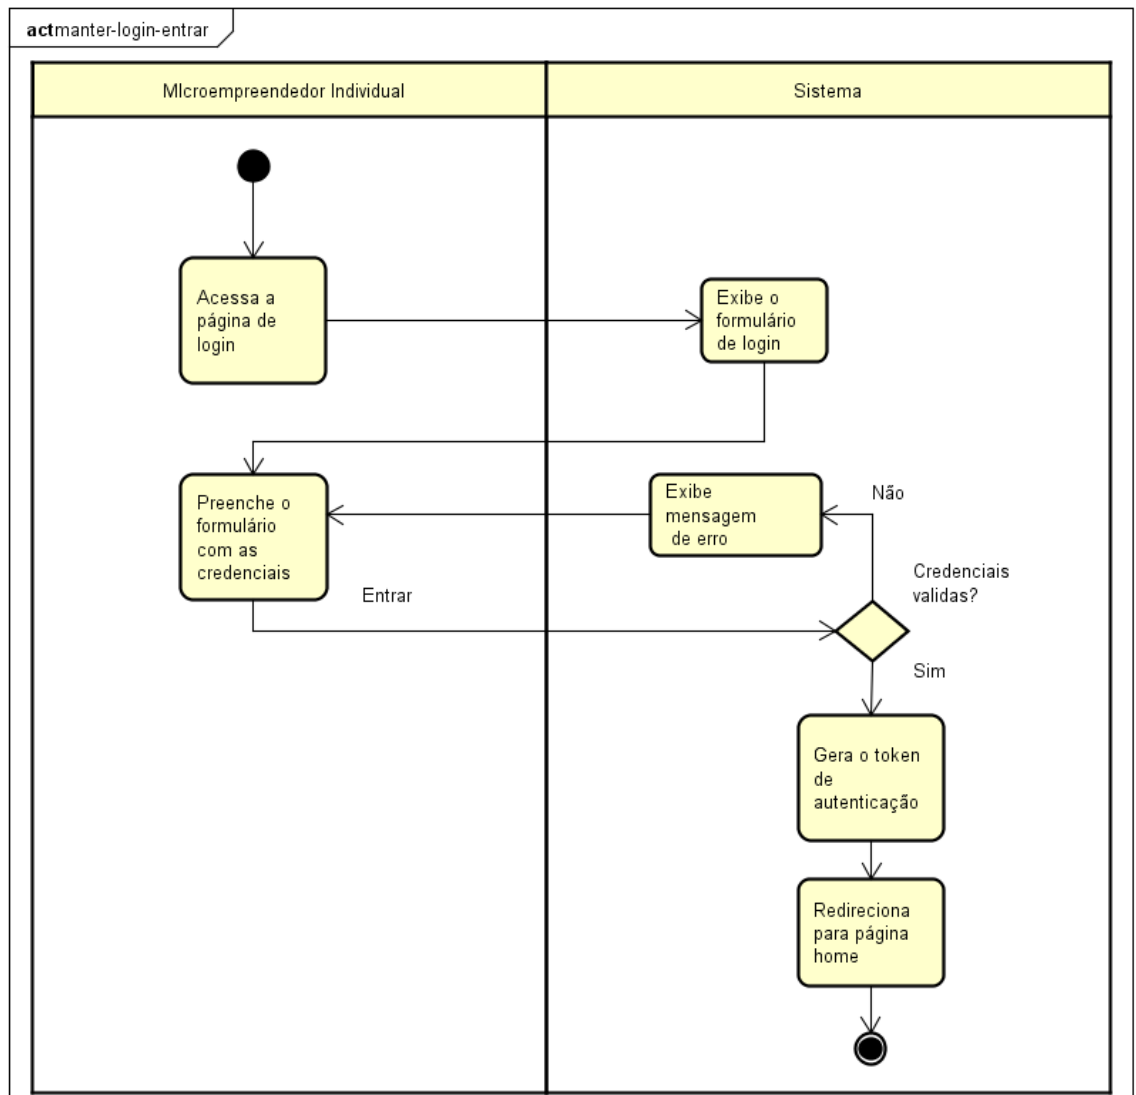 actmanter-login-entrar
MIcroempreendedor Individual
Sistema
Acessa a
página de
login
Exibe o
formulário
de login
Preenche o
formulário
com as
credenciais
Exibe
mensagem
de erro
Não
Credenciais
validas?
Entrar
Sim
Gera o token
de
autenticação
Redireciona
para página
home